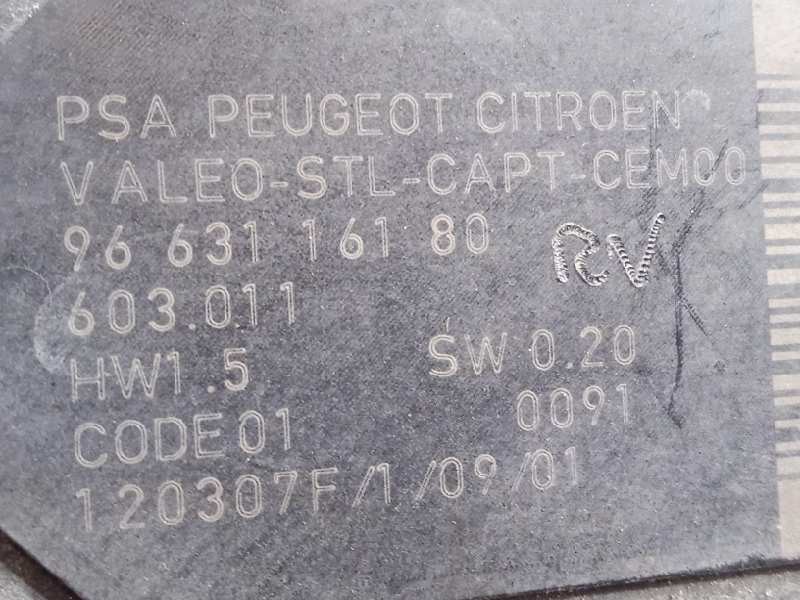 PSA PEUGEOT CITROEN
VALEO-STL-CAPT-CEM00
96 631 161 80
RV
603.011
HW1.5 SW 0.20
CODE01 0091
120307F/1/09/01